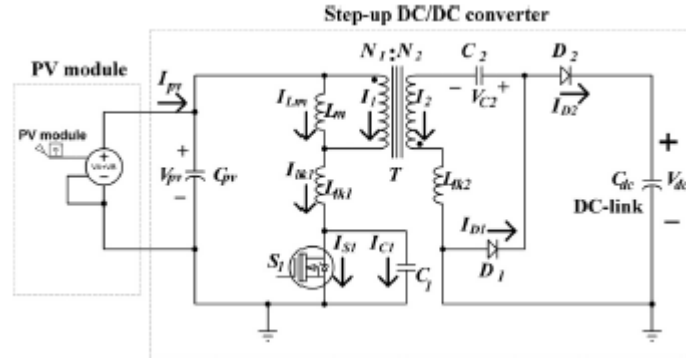 Step-up DC/DC converter
PV module
N1:N2
C2
D2
Ipv
ILm
Lm
I1
I2
VC2
ID2
PV module
Vpv
Cpv
Ilk1
Llk1
T
Llk2
Cdc
Vdc
DC-link
S1
IS1
IC1
C1
ID1
D1